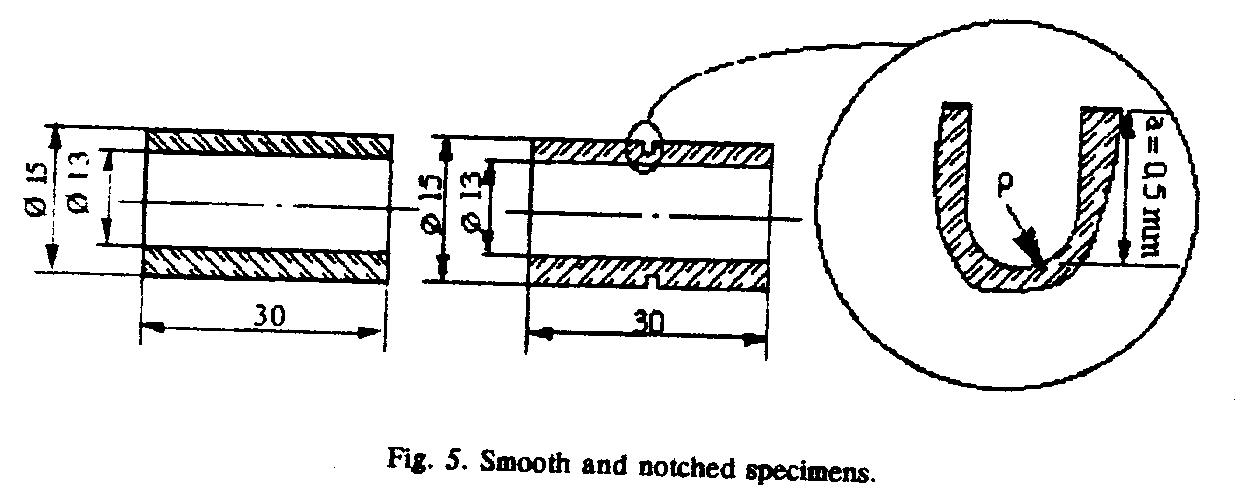 Ø 15
Ø 13
30
Ø 15
Ø 13
30
ρ
a = 0,5 mm
Fig. 5. Smooth and notched specimens.